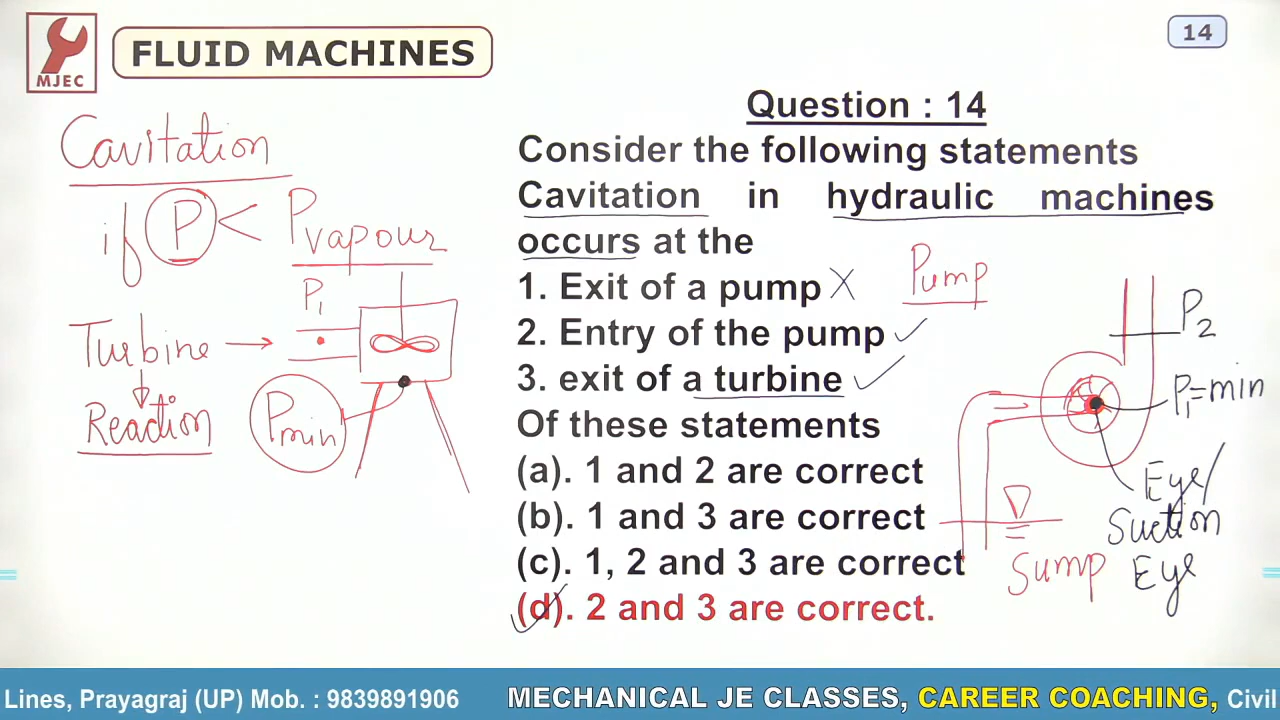 MJEC
FLUID MACHINES
14
Cavitation
if P < Pvapour
P1
Turbine →
Reaction
Pmin
Question : 14
Consider the following statements
Cavitation in hydraulic machines
occurs at the
1. Exit of a pump X
2. Entry of the pump ✓
3. exit of a turbine ✓
Of these statements
(a). 1 and 2 are correct
(b). 1 and 3 are correct
(c). 1, 2 and 3 are correct
(d). 2 and 3 are correct.
Pump
P2
P1=min
Eye/
Suction
Eye
Sump
Lines, Prayagraj (UP) Mob. : 9839891906 MECHANICAL JE CLASSES, CAREER COACHING, Civil